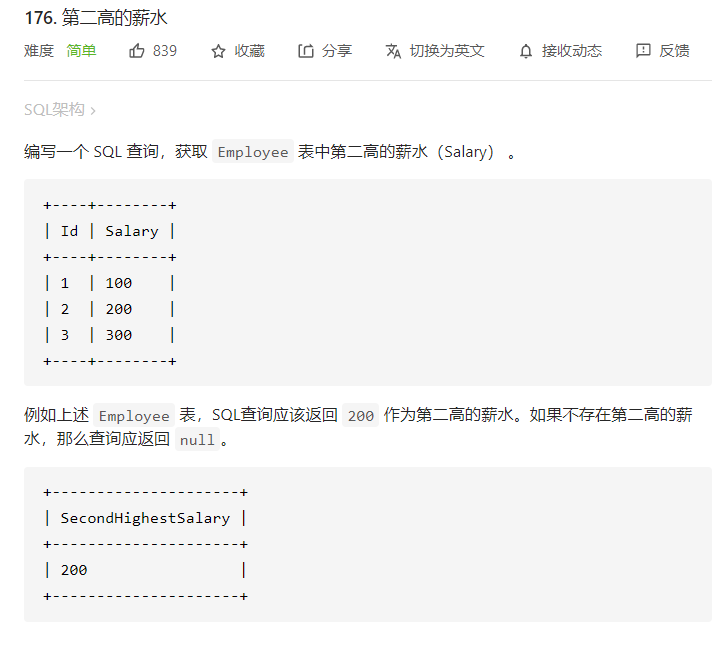 176. 第二高的薪水
难度 简单 839 收藏 分享 切换为英文 接收动态 反馈
SQL架构 >
编写一个 SQL 查询，获取 Employee 表中第二高的薪水（Salary） 。
+----+--------+
| Id | Salary |
+----+--------+
| 1  | 100    |
| 2  | 200    |
| 3  | 300    |
+----+--------+
例如上述 Employee 表，SQL查询应该返回 200 作为第二高的薪水。如果不存在第二高的薪
水，那么查询应返回 null。
+---------------------+
| SecondHighestSalary |
+---------------------+
| 200                 |
+---------------------+